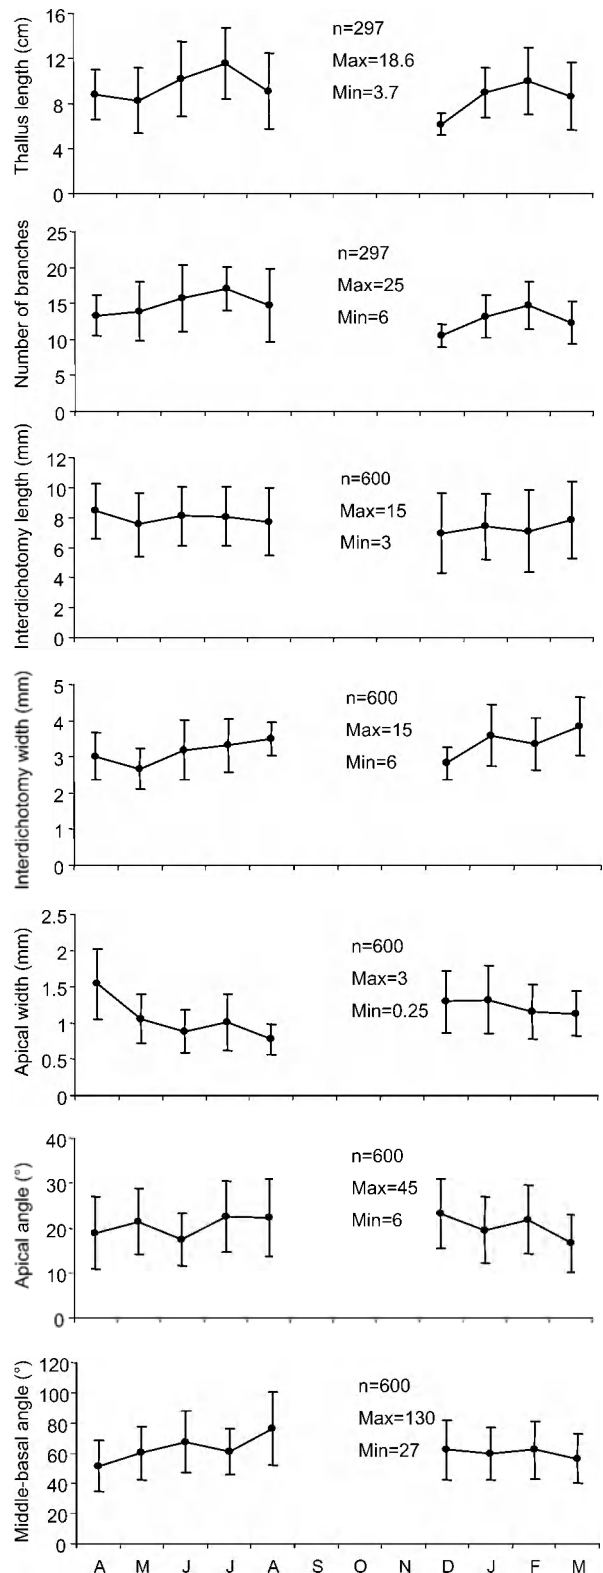 Thallus length (cm)
16
12
8
4
0
n=297
Max=18.6
Min=3.7
Number of branches
25
20
15
10
5
0
n=297
Max=25
Min=6
Interdichotomy length (mm)
12
10
8
6
4
2
0
n=600
Max=15
Min=3
Interdichotomy width (mm)
5
4
3
2
1
0
n=600
Max=15
Min=6
Apical width (mm)
2.5
2
1.5
1
0.5
0
n=600
Max=3
Min=0.25
Apical angle (°)
40
30
20
10
0
n=600
Max=45
Min=6
Middle-basal angle (°)
120
100
80
60
40
20
0
n=600
Max=130
Min=27
A M J J A S O N D J F M